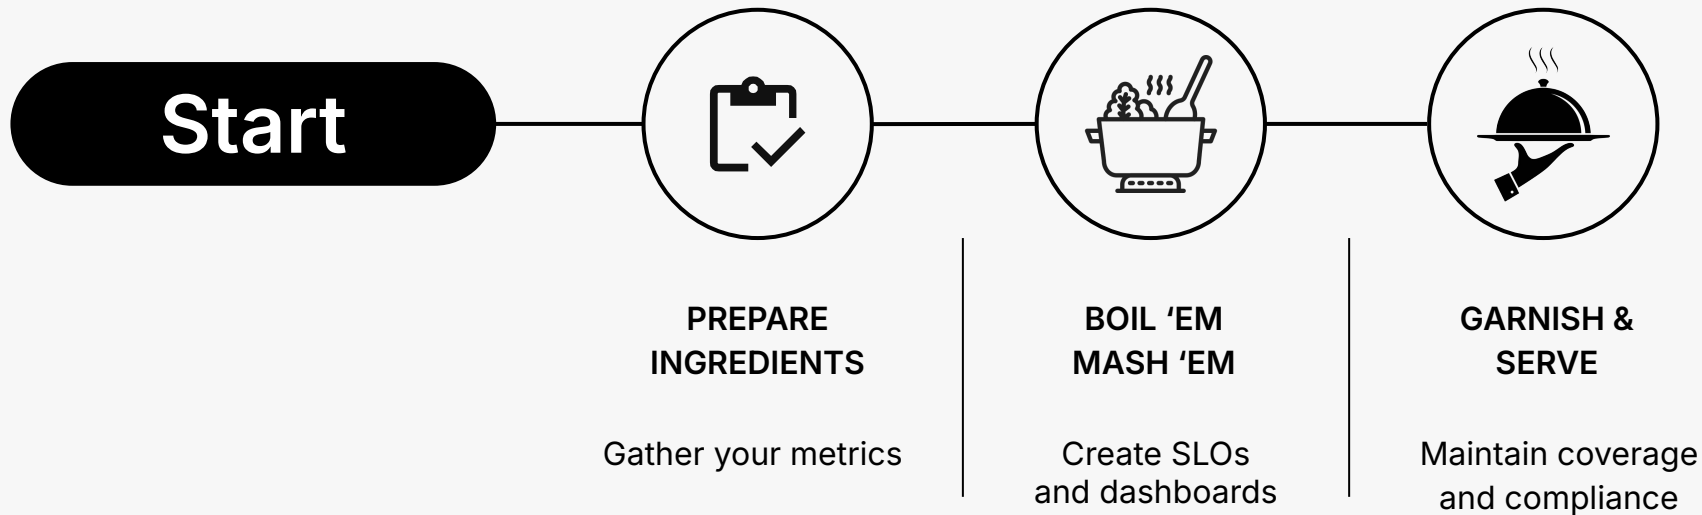 Start
PREPARE
INGREDIENTS
Gather your metrics
BOIL ‘EM
MASH ‘EM
Create SLOs
and dashboards
GARNISH &
SERVE
Maintain coverage
and compliance